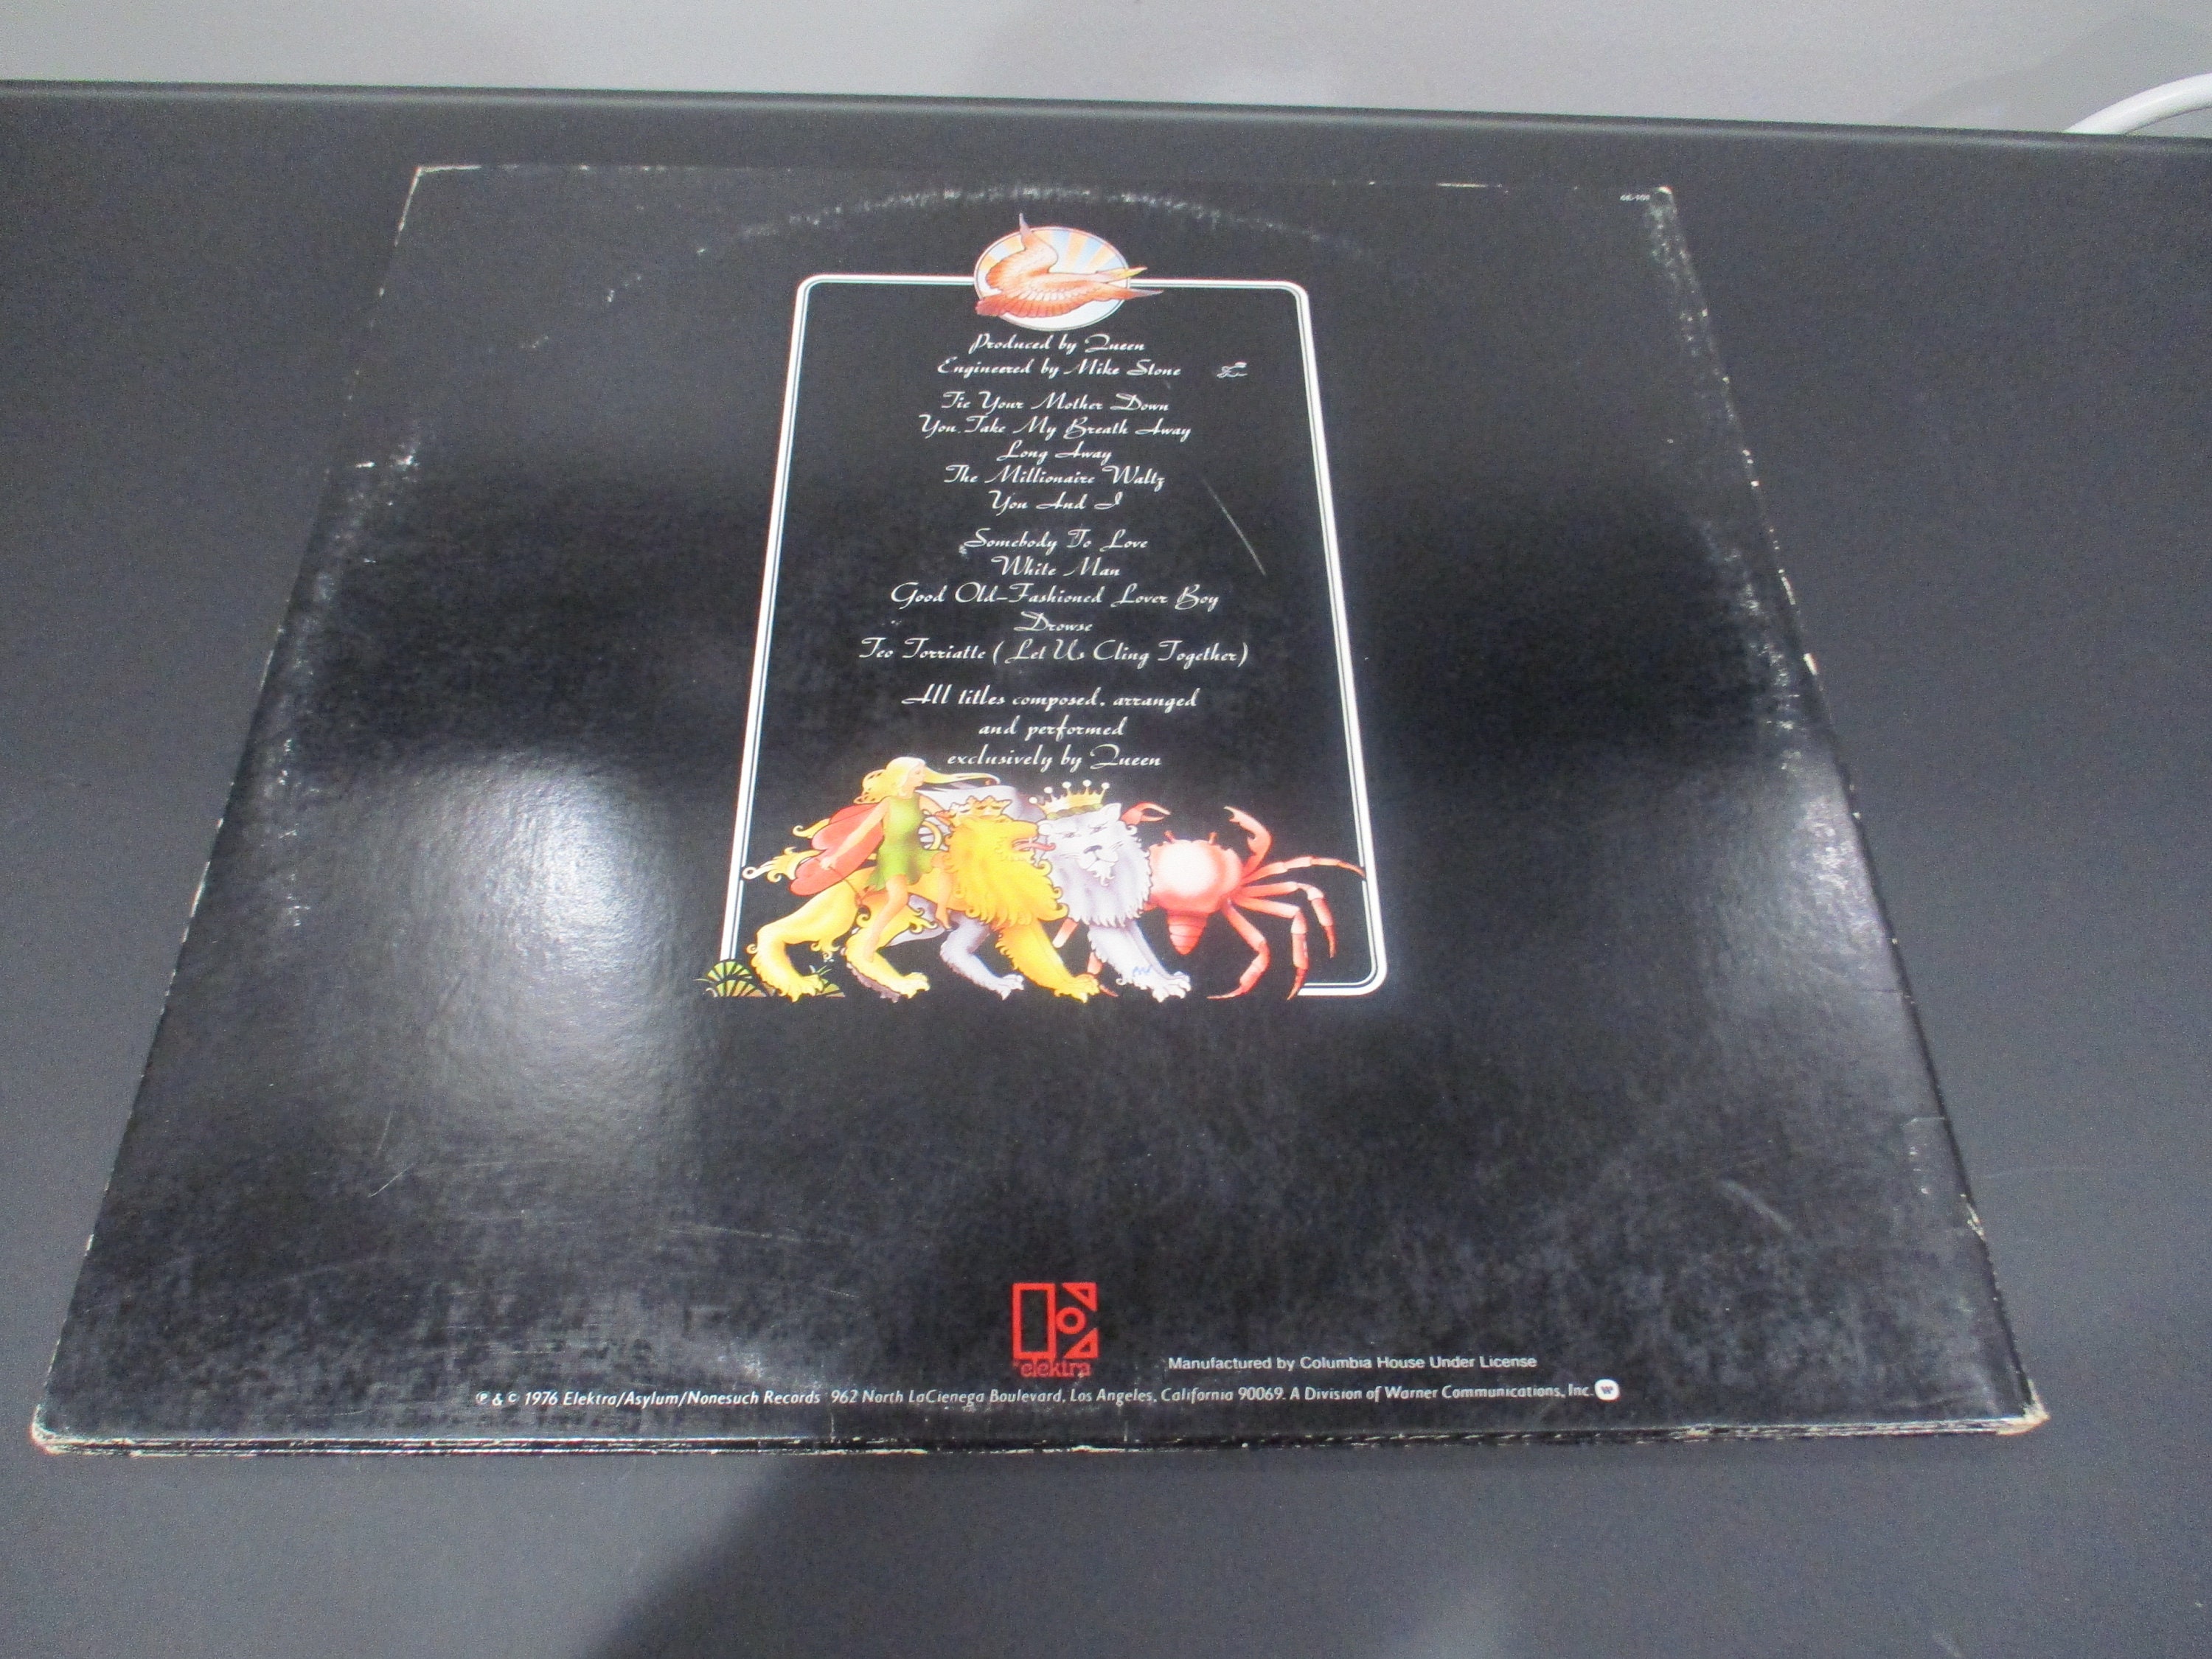 6E-101
Produced by Queen
Engineered by Mike Stone
Tie Your Mother Down
You Take My Breath Away
Long Away
The Millionaire Waltz
You And I
Somebody To Love
White Man
Good Old-Fashioned Lover Boy
Drowse
Teo Torriatte ( Let Us Cling Together )
All titles composed, arranged
and performed
exclusively by Queen
elektra
Manufactured by Columbia House Under License
℗ & © 1976 Elektra/Asylum/Nonesuch Records 962 North LaCienega Boulevard, Los Angeles, California 90069. A Division of Warner Communications, Inc.